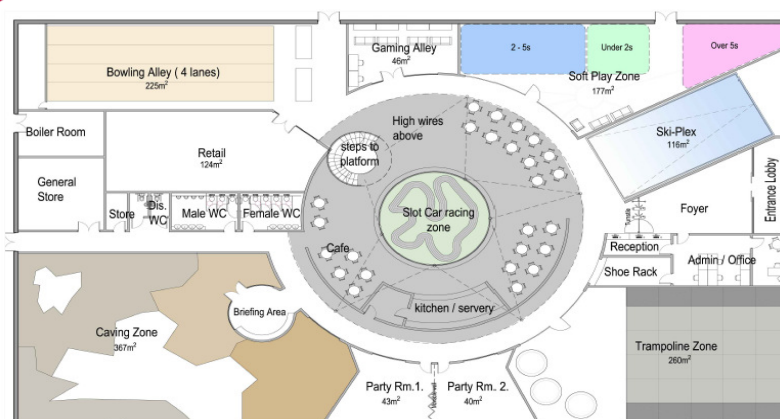 Bowling Alley ( 4 lanes)
225m²
Gaming Alley
46m²
2 - 5s
Under 2s
Over 5s
Soft Play Zone
177m²
High wires
above
steps to
platform
Ski-Plex
116m²
Boiler Room
Retail
124m²
General
Store
Store
Dis.
WC
Male WC
Female WC
Slot Car racing
zone
Cafe
Foyer
Entrance Lobby
Reception
Shoe Rack
Admin / Office
kitchen / servery
Briefing Area
Caving Zone
367m²
Trampoline Zone
260m²
Party Rm.1.
43m²
Party Rm. 2.
40m²